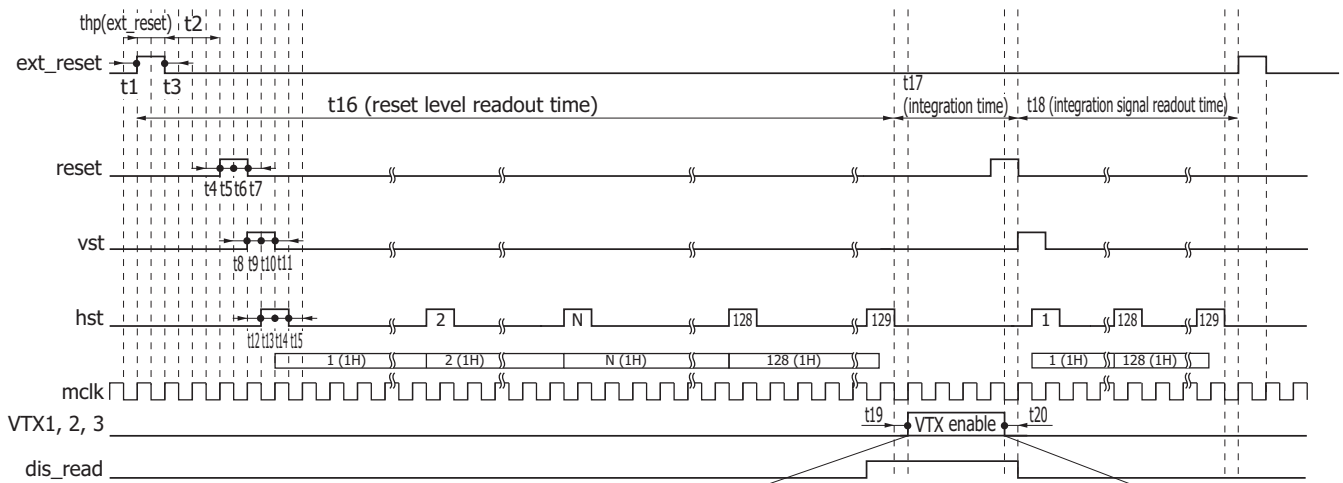 thp(ext_reset) t2
ext_reset
t1 t3
t16 (reset level readout time)
t17
(integration time)
t18 (integration signal readout time)
reset
t4 t5 t6 t7
vst
t8 t9 t10 t11
hst
2 N 128 129 1 128 129
t12 t13 t14 t15
1 (1H) 2 (1H) N (1H) 128 (1H) 1 (1H) 128 (1H)
mclk
t19 VTX enable t20
VTX1, 2, 3
dis_read